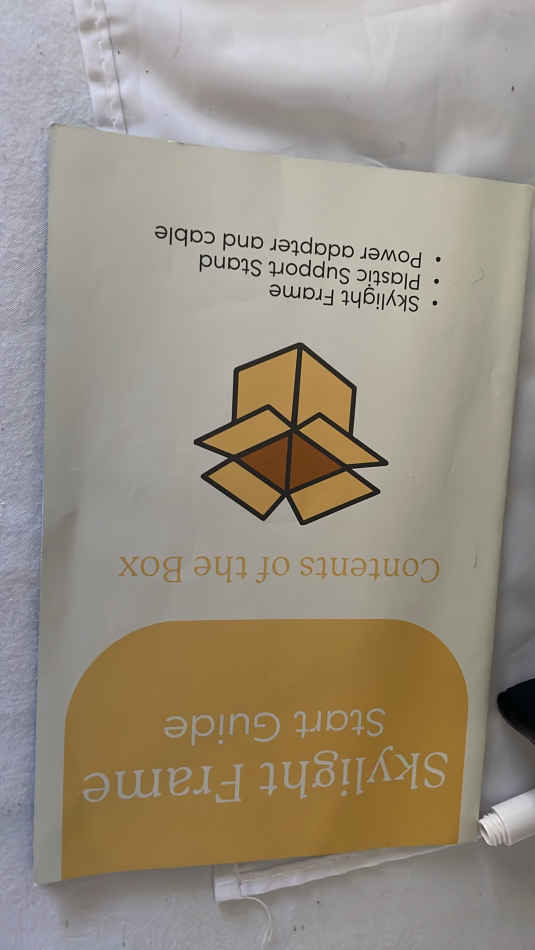 Skylight Frame
Start Guide
Contents of the Box
• Skylight Frame
• Plastic Support Stand
• Power adapter and cable